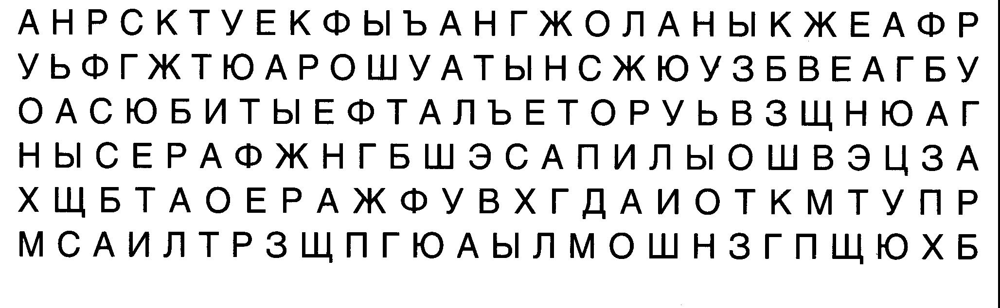 А Н Р С К Т У Е К Ф Ы Ъ А Н Г Ж О Л А Н Ы К Ж Е А Ф Р
У Ь Ф Г Ж Т Ю А Р О Ш У А Т Ы Н С Ж Ю У З Б В Е А Г Б У
О А С Ю Б И Т Ы Е Ф Т А Л Ъ Е Т О Р У Ь В З Щ Н Ю А Г
Н Ы С Е Р А Ф Ж Н Г Б Ш Э С А П И Л Ы О Ш В Э Ц З А
Х Щ Б Т А О Е Р А Ж Ф У В Х Г Д А И О Т К М Т У П Р
М С А И Л Т Р З Щ П Г Ю А Ы Л М О Ш Н З Г П Щ Ю Х Б